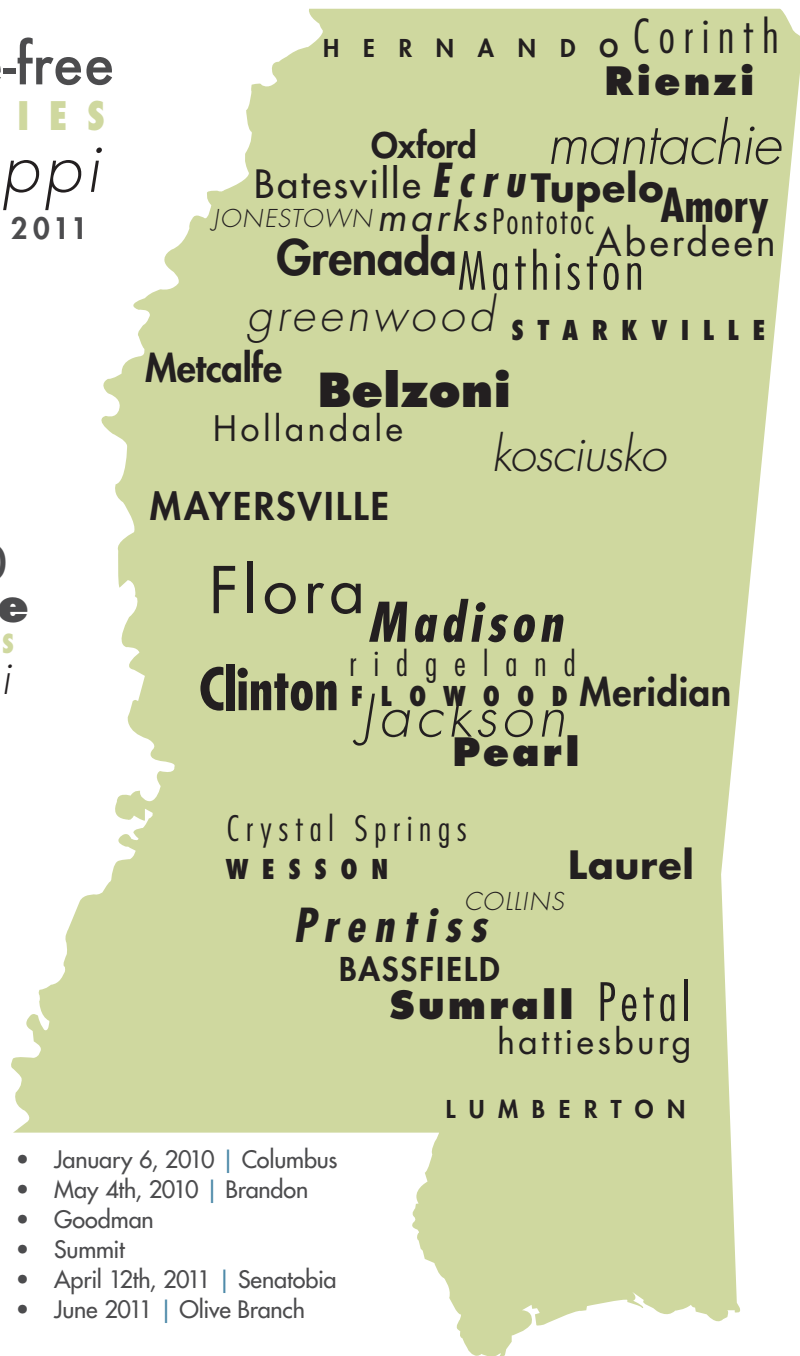 -free
IES
ppi
2011
HERNANDO Corinth
Rienzi
Oxford mantachie
Batesville Ecru Tupelo Amory
JONESTOWN marks Pontotoc Aberdeen
Grenada Mathiston
greenwood STARKVILLE
Metcalfe Belzoni
Hollandale kosciusko
MAYERSVILLE
Flora
e
s
i
Madison
ridgeland
Clinton FLOWOOD Meridian
Jackson
Pearl
Crystal Springs
WESSON Laurel
COLLINS
Prentiss
BASSFIELD
Sumrall Petal
hattiesburg
LUMBERTON
• January 6, 2010 | Columbus
• May 4th, 2010 | Brandon
• Goodman
• Summit
• April 12th, 2011 | Senatobia
• June 2011 | Olive Branch